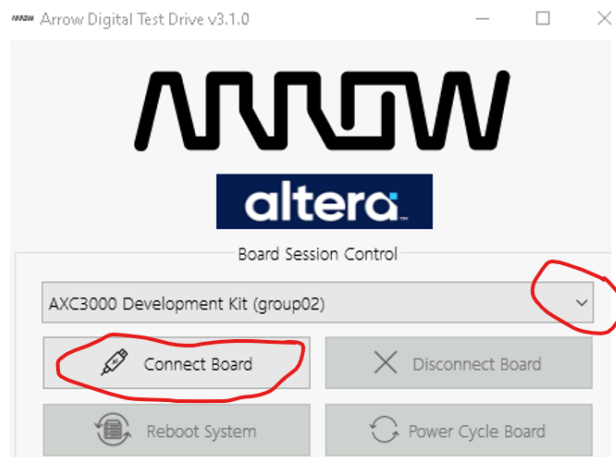 ARROW Arrow Digital Test Drive v3.1.0
ARROW
altera
Board Session Control
AXC3000 Development Kit (group02)
Connect Board
Disconnect Board
Reboot System
Power Cycle Board